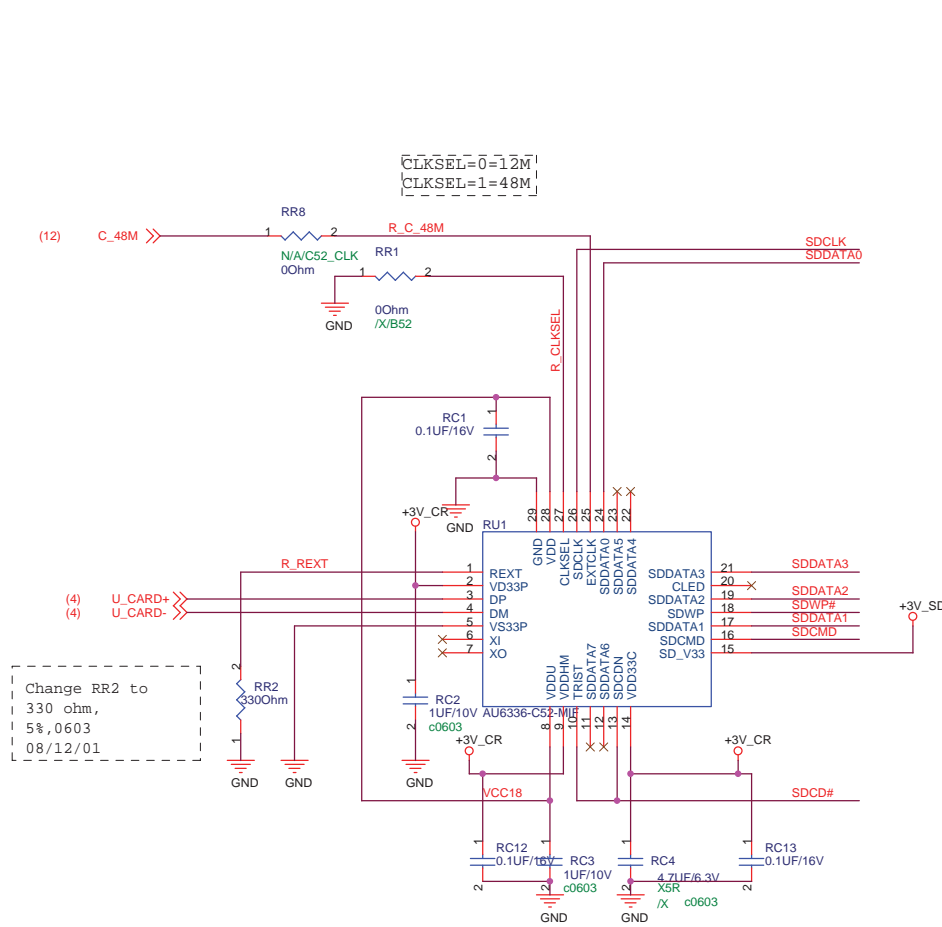 CLKSEL=0=12M
CLKSEL=1=48M
RR8
(12)
C_48M
1
2
R_C_48M
N/A/C52_CLK
0Ohm
RR1
1
2
GND
0Ohm
/X/B52
R_CLKSEL
SDCLK
SDDATA0
RC1
0.1UF/16V
1
2
GND
+3V_CR
RU1
29
28
27
26
25
24
23
22
GND
VDD
CLKSEL
SDCLK
EXTCLK
SDDATA0
SDDATA5
SDDATA4
R_REXT
1
REXT
2
VD33P
(4)
U_CARD+
3
DP
(4)
U_CARD-
4
DM
5
VS33P
6
XI
7
XO
SDDATA3
21
SDDATA3
CLED
20
SDDATA2
19
SDDATA2
SDWP
18
SDWP#
SDDATA1
17
SDDATA1
SDCMD
16
SDCMD
SD_V33
15
+3V_SD
VDDU
VDDHM
TRIST
SDDATA7
SDDATA6
SDCDN
VDD33C
8
9
10
11
12
13
14
AU6336-C52-MIF
Change RR2 to
330 ohm,
5%,0603
08/12/01
2
RR2
330Ohm
1
GND
GND
1
RC2
1UF/10V
c0603
2
GND
+3V_CR
+3V_CR
VCC18
SDCD#
1
RC12
0.1UF/16V
2
1
RC3
1UF/10V
c0603
2
GND
1
RC4
4.7UF/6.3V
X5R
/X
c0603
2
GND
1
RC13
0.1UF/16V
2